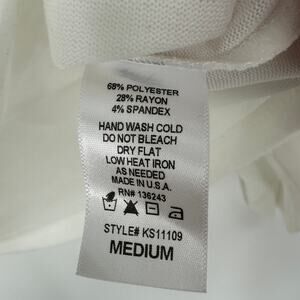 68% POLYESTER
28% RAYON
4% SPANDEX
HAND WASH COLD
DO NOT BLEACH
DRY FLAT
LOW HEAT IRON
AS NEEDED
MADE IN U.S.A.
RN# 136243
STYLE# KS11109
MEDIUM